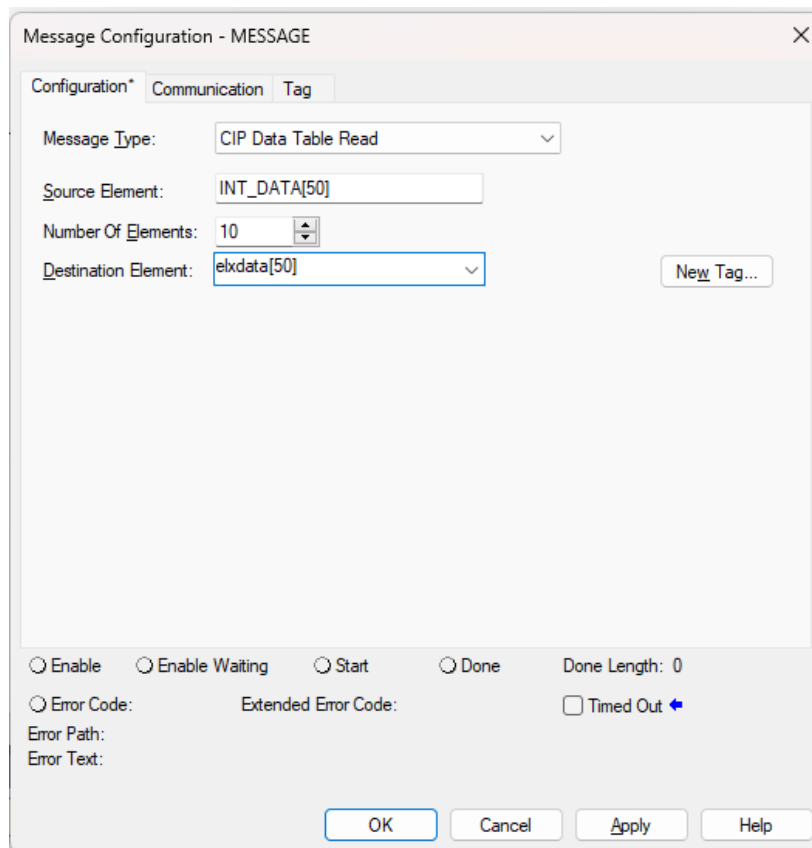 Message Configuration - MESSAGE
Configuration* Communication Tag
Message Type: CIP Data Table Read
Source Element: INT_DATA[50]
Number Of Elements: 10
Destination Element: elxdata[50] New Tag...
Enable Enable Waiting Start Done Done Length: 0
Error Code: Extended Error Code: Timed Out
Error Path:
Error Text:
OK Cancel Apply Help